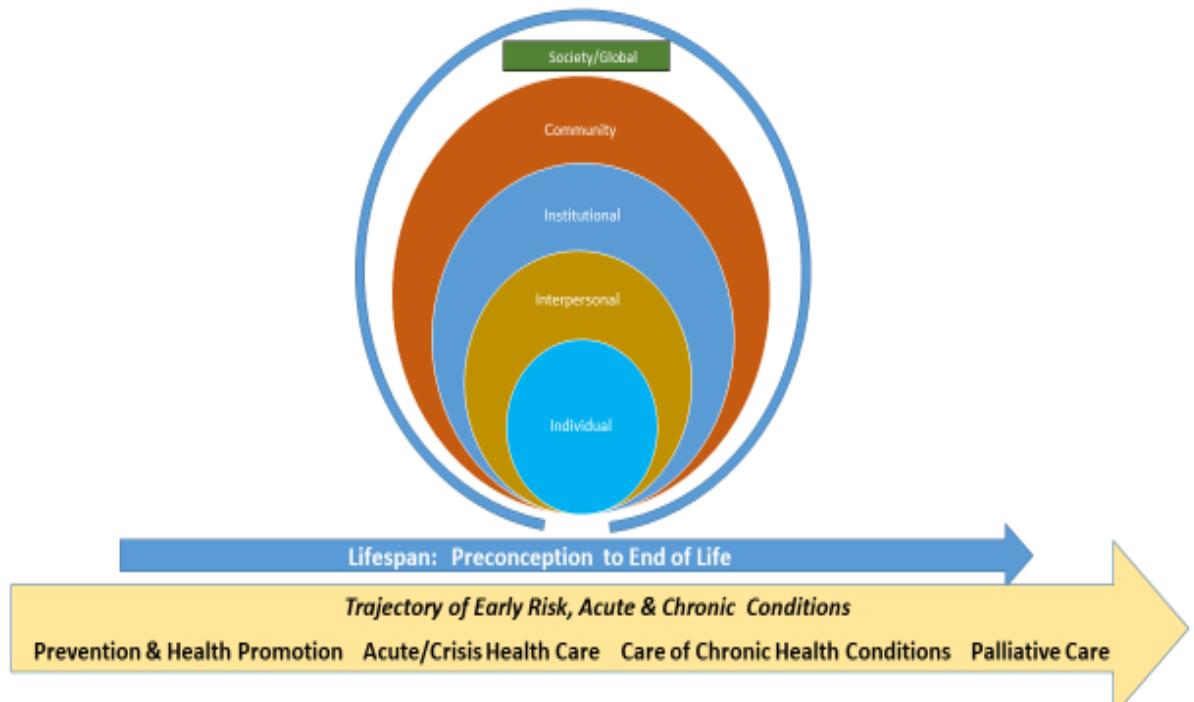 Society/Global
Community
Institutional
Interpersonal
Individual
Lifespan: Preconception to End of Life
Trajectory of Early Risk, Acute & Chronic Conditions
Prevention & Health Promotion Acute/Crisis Health Care Care of Chronic Health Conditions Palliative Care